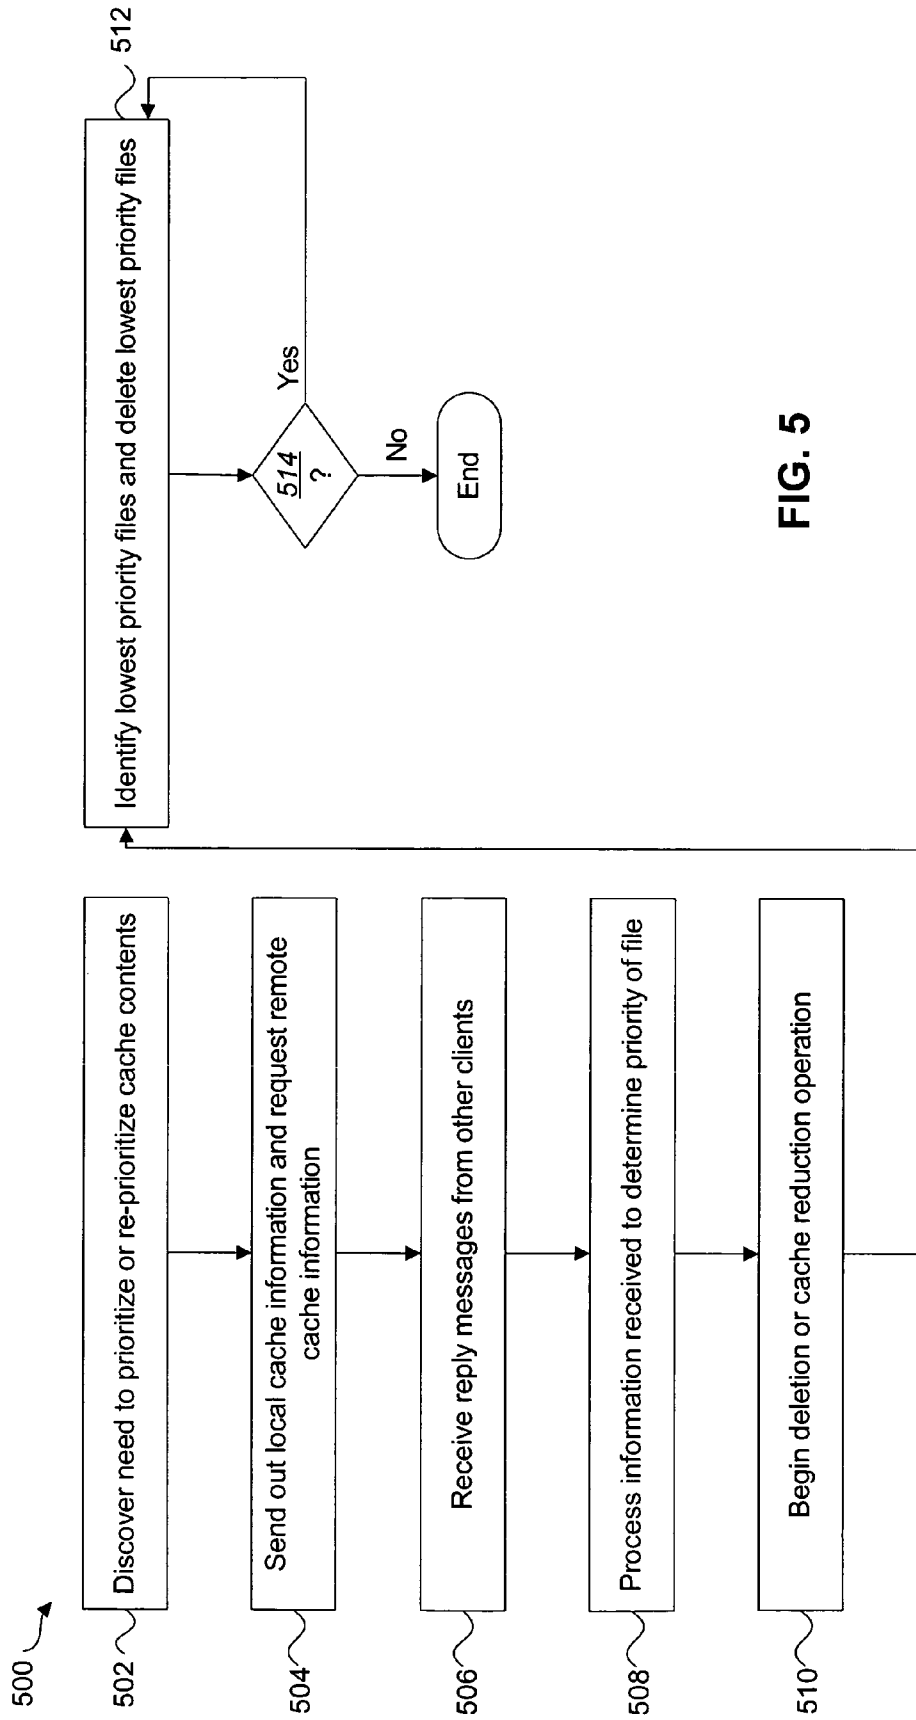 500
502
Discover need to prioritize or re-prioritize cache contents
504
Send out local cache information and request remote
cache information
506
Receive reply messages from other clients
508
Process information received to determine priority of file
510
Begin deletion or cache reduction operation
512
Identify lowest priority files and delete lowest priority files
514
?
Yes
No
End
FIG. 5